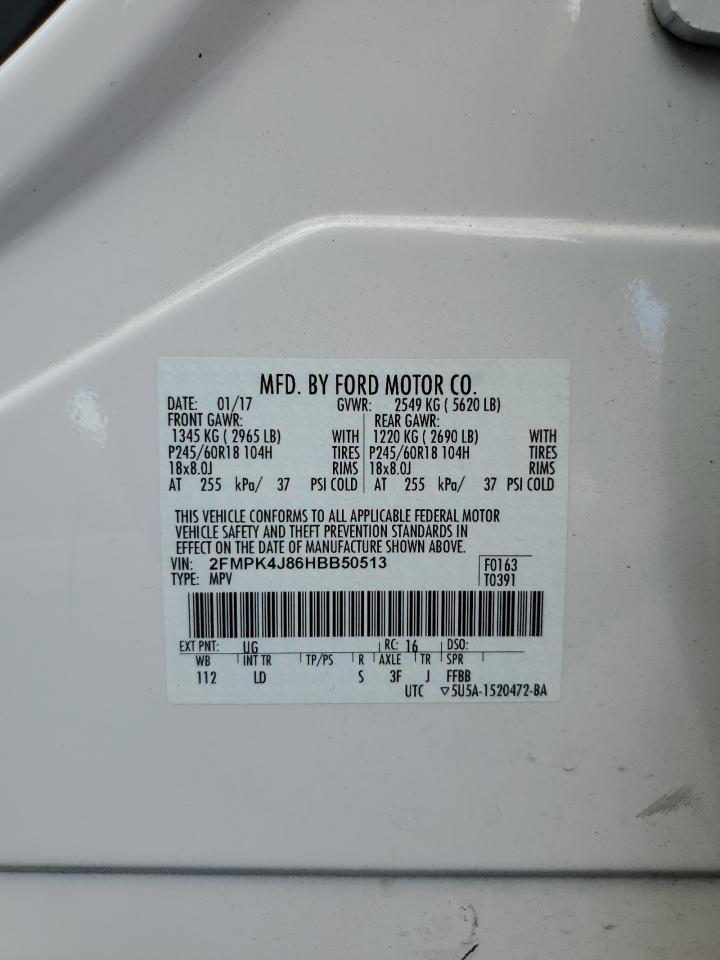 MFD. BY FORD MOTOR CO.
DATE: 01/17 GVWR: 2549 KG ( 5620 LB)
FRONT GAWR: REAR GAWR:
1345 KG ( 2965 LB) WITH 1220 KG ( 2690 LB) WITH
P245/60R18 104H TIRES P245/60R18 104H TIRES
18x8.0J RIMS 18x8.0J RIMS
AT 255 kPa/ 37 PSI COLD AT 255 kPa/ 37 PSI COLD
THIS VEHICLE CONFORMS TO ALL APPLICABLE FEDERAL MOTOR
VEHICLE SAFETY AND THEFT PREVENTION STANDARDS IN
EFFECT ON THE DATE OF MANUFACTURE SHOWN ABOVE.
VIN: 2FMPK4J86HBB50513 F0163
TYPE: MPV T0391
EXT PNT: UG RC: 16 DSO:
WB INT TR TP/PS R AXLE TR SPR
112 LD S 3F J FFBB
UTC ▽5U5A-1520472-BA